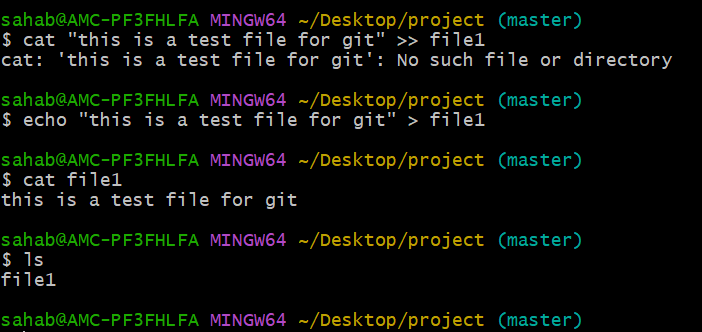 sahab@AMC-PF3FHLFA MINGW64 ~/Desktop/project (master)
$ cat "this is a test file for git" >> file1
cat: 'this is a test file for git': No such file or directory
sahab@AMC-PF3FHLFA MINGW64 ~/Desktop/project (master)
$ echo "this is a test file for git" > file1
sahab@AMC-PF3FHLFA MINGW64 ~/Desktop/project (master)
$ cat file1
this is a test file for git
sahab@AMC-PF3FHLFA MINGW64 ~/Desktop/project (master)
$ ls
file1
sahab@AMC-PF3FHLFA MINGW64 ~/Desktop/project (master)